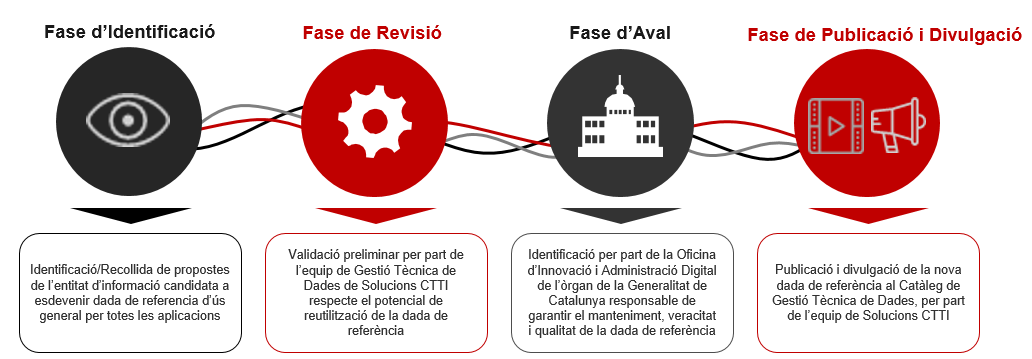 Fase d’Identificació
Fase de Revisió
Fase d’Aval
Fase de Publicació i Divulgació
Identificació/Recollida de propostes
de l’entitat d’informació candidata a
esdevenir dada de referencia d’ús
general per totes les aplicacions
Validació preliminar per part de
l’equip de Gestió Tècnica de
Dades de Solucions CTTI
respecte el potencial de
reutilització de la dada de
referència
Identificació per part de la Oficina
d’Innovació i Administració Digital
de l’òrgan de la Generalitat de
Catalunya responsable de
garantir el manteniment, veracitat
i qualitat de la dada de referència
Publicació i divulgació de la nova
dada de referència al Catàleg de
Gestió Tècnica de Dades, per part
de l’equip de Solucions CTTI